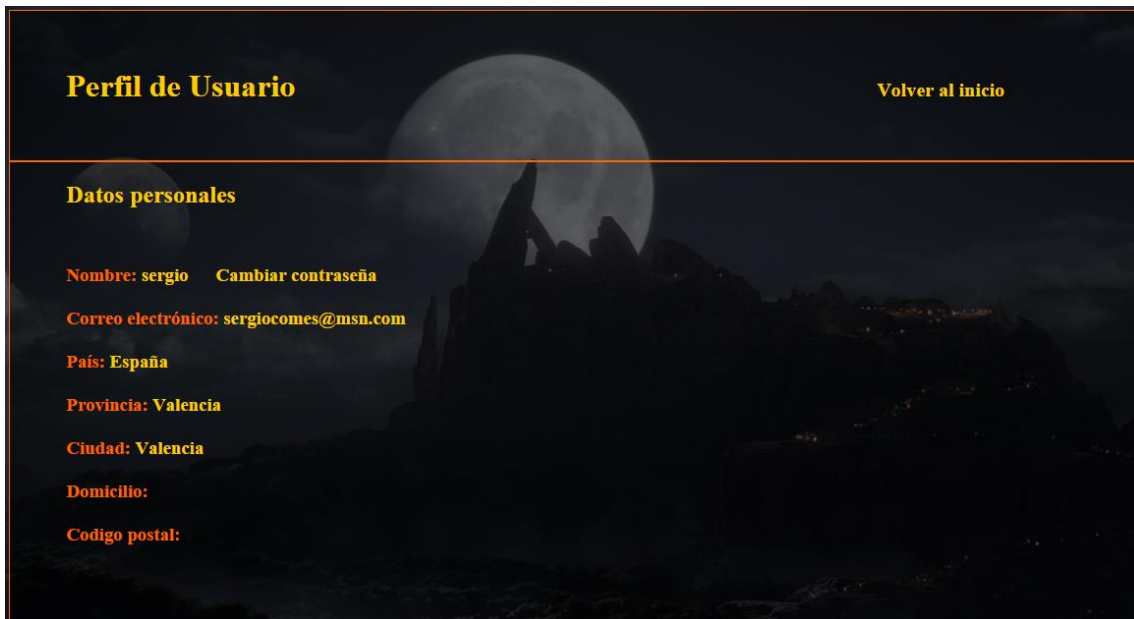 Perfil de Usuario
Volver al inicio
Datos personales
Nombre: sergio Cambiar contraseña
Correo electrónico: sergiocomes@msn.com
País: España
Provincia: Valencia
Ciudad: Valencia
Domicilio:
Codigo postal: